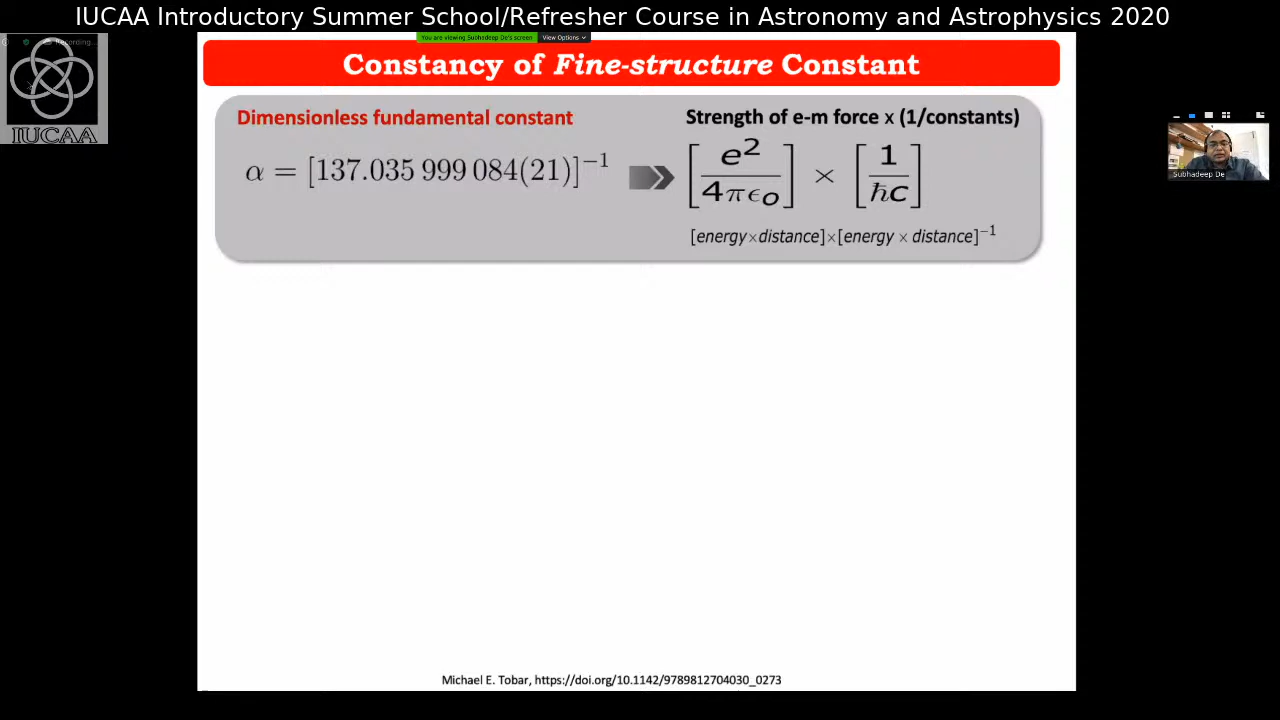 IUCAA Introductory Summer School/Refresher Course in Astronomy and Astrophysics 2020
Recording...
You are viewing Subhadeep De's screen
View Options
IUCAA
Constancy of Fine-structure Constant
Dimensionless fundamental constant
α = [137.035 999 084(21)]⁻¹
Strength of e-m force x (1/constants)
[e²/4πϵ₀] × [1/ħc]
[energy×distance]×[energy × distance]⁻¹
Subhadeep De
Michael E. Tobar, https://doi.org/10.1142/9789812704030_0273